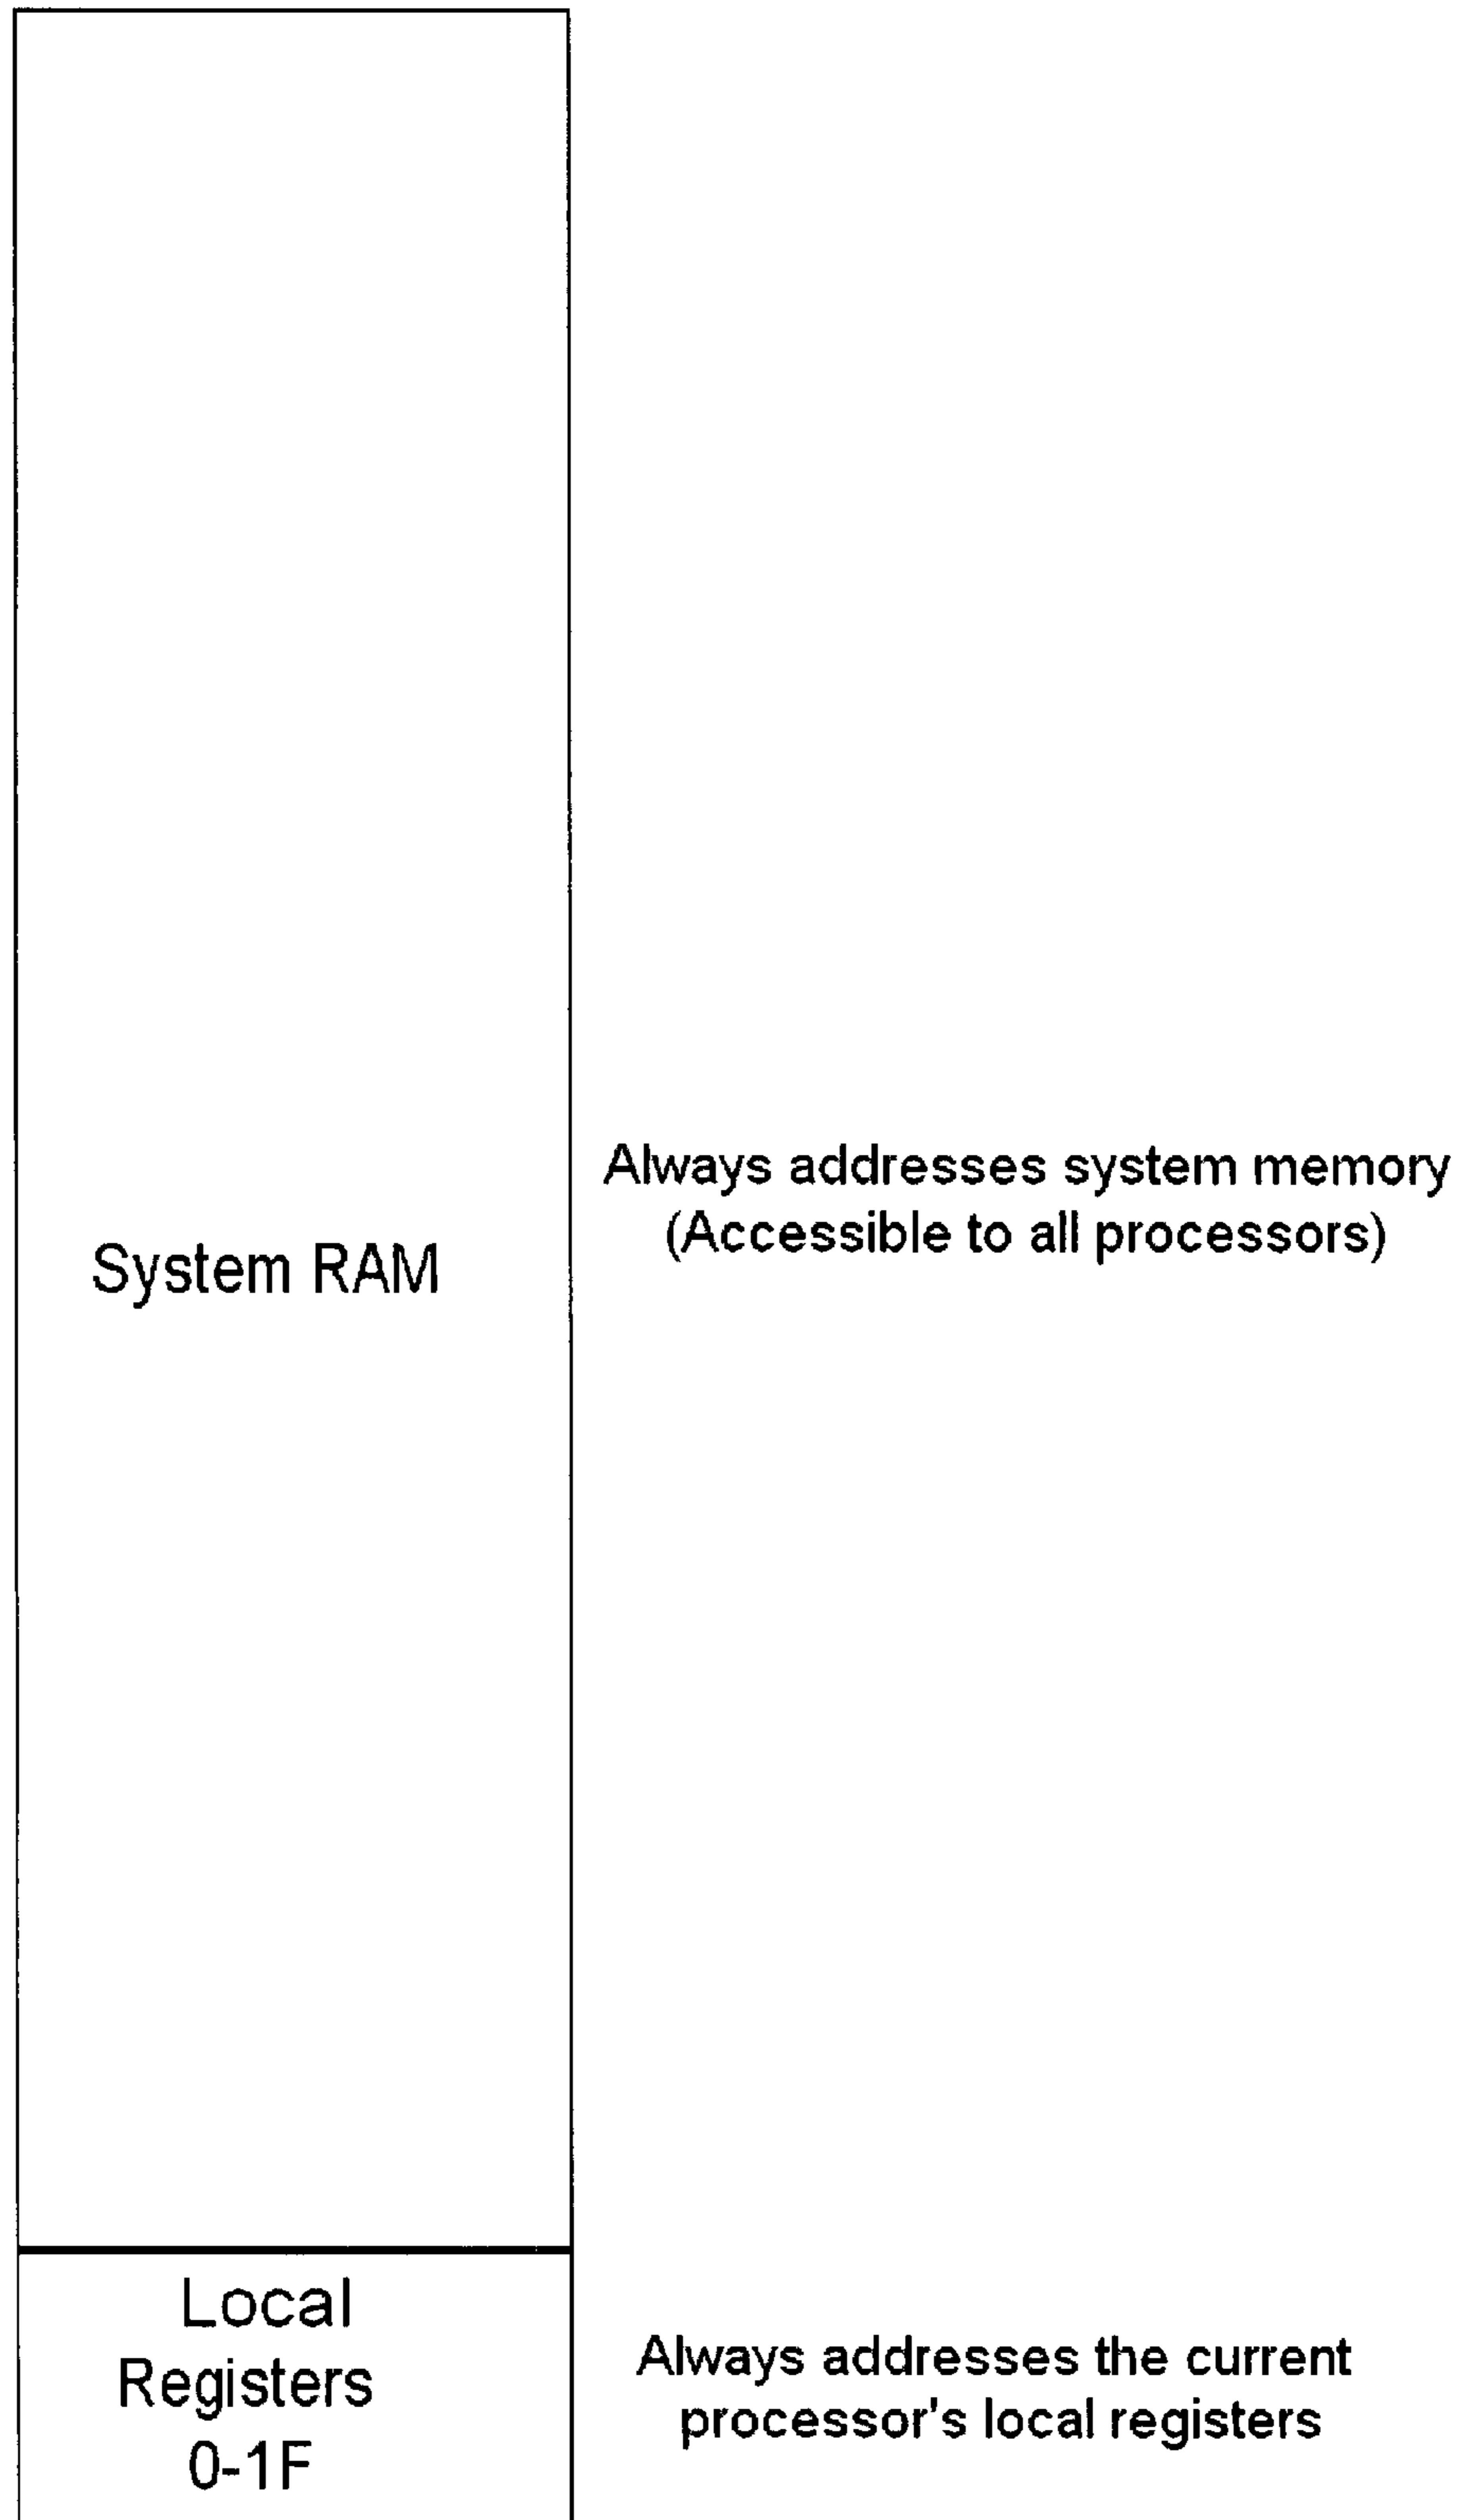 Always addresses system memory
(Accessible to all processors)
System RAM
Local
Registers
0-1F
Always addresses the current
processor's local registers